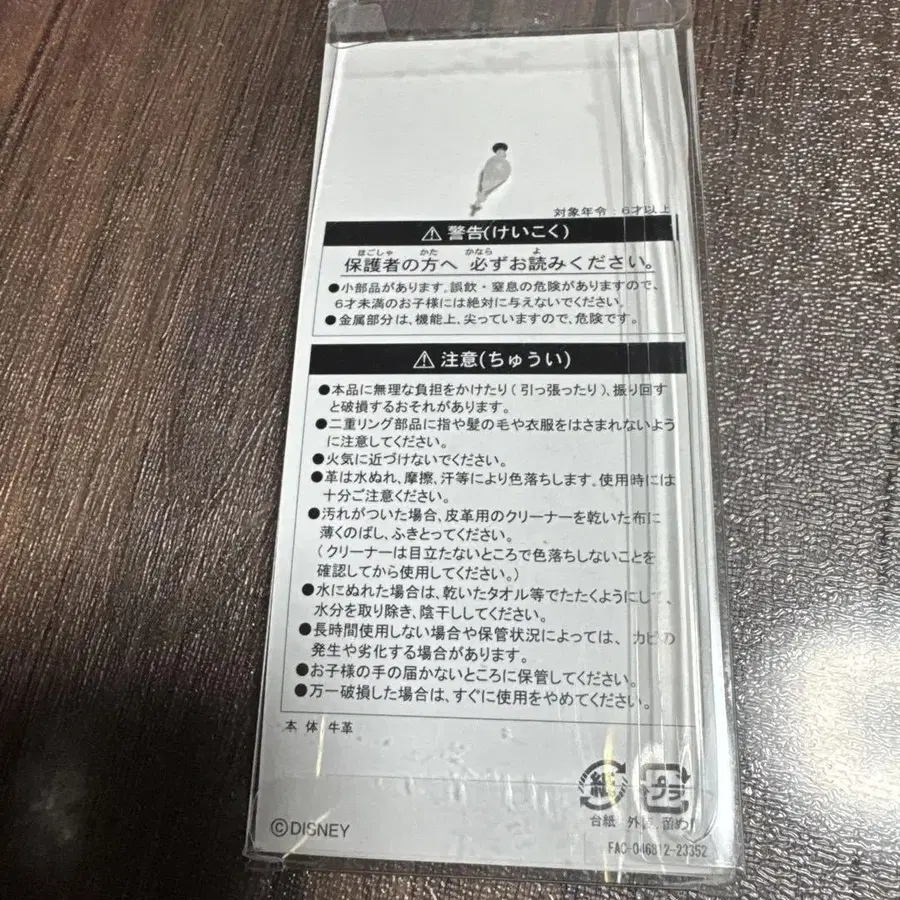 対象年令：6才以上
⚠警告(けいこく)
ほごしゃ かた かなら よ
保護者の方へ 必ずお読みください。
●小部品があります。誤飲・窒息の危険がありますので、
6才未満のお子様には絶対に与えないでください。
●金属部分は、機能上、尖っていますので、危険です。
⚠注意(ちゅうい)
●本品に無理な負担をかけたり(引っ張ったり)、振り回す
と破損するおそれがあります。
●二重リング部品に指や髪の毛や衣服をはさまれないよう
に注意してください。
●火気に近づけないでください。
●革は水ぬれ、摩擦、汗等により色落ちします。使用時には
十分ご注意ください。
●汚れがついた場合、皮革用のクリーナーを乾いた布に
薄くのばし、ふきとってください。
(クリーナーは目立たないところで色落ちしないことを
確認してから使用してください。)
●水にぬれた場合は、乾いたタオル等でたたくようにして、
水分を取り除き、陰干ししてください。
●長時間使用しない場合や保管状況によっては、カビの
発生や劣化する場合があります。
●お子様の手の届かないところに保管してください。
●万一破損した場合は、すぐに使用をやめてください。
本 体 牛革
紙 プラ
台紙 外装、留め
©DISNEY
FAC-046812-23352